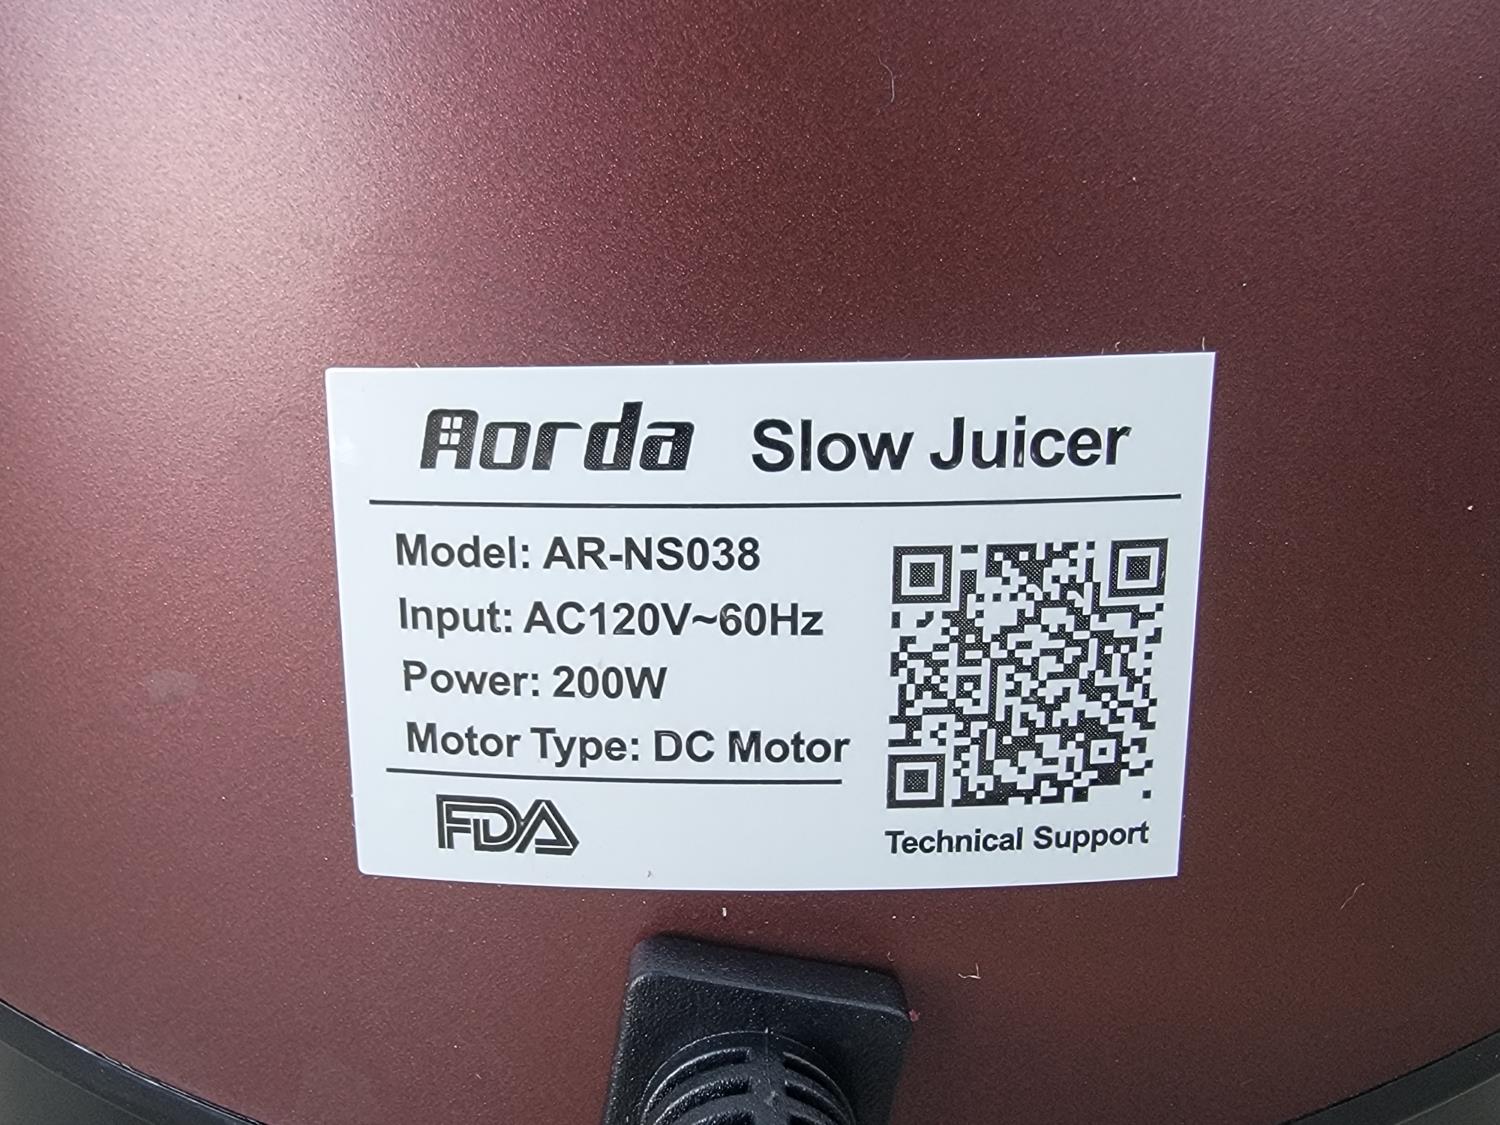 Aorda Slow Juicer
Model: AR-NS038
Input: AC120V~60Hz
Power: 200W
Motor Type: DC Motor
FDA
Technical Support